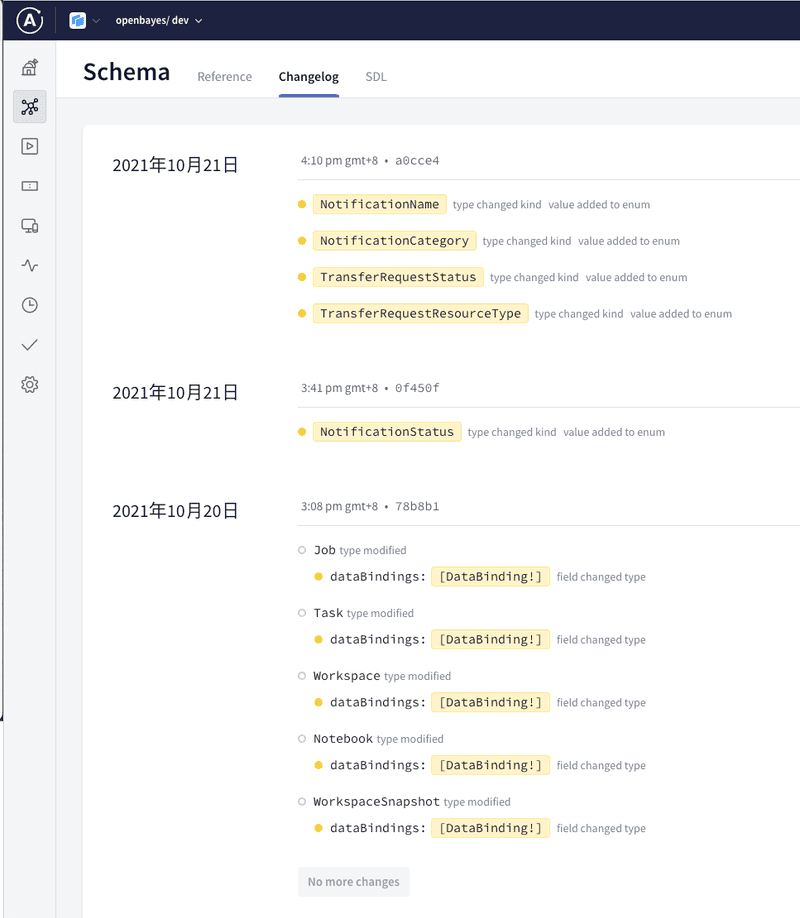 A openbayes/ dev
Schema Reference Changelog SDL
2021年10月21日 4:10 pm gmt+8 • a0cce4
NotificationName type changed kind value added to enum
NotificationCategory type changed kind value added to enum
TransferRequestStatus type changed kind value added to enum
TransferRequestResourceType type changed kind value added to enum
2021年10月21日 3:41 pm gmt+8 • 0f450f
NotificationStatus type changed kind value added to enum
2021年10月20日 3:08 pm gmt+8 • 78b8b1
Job type modified
dataBindings: [DataBinding!] field changed type
Task type modified
dataBindings: [DataBinding!] field changed type
Workspace type modified
dataBindings: [DataBinding!] field changed type
Notebook type modified
dataBindings: [DataBinding!] field changed type
WorkspaceSnapshot type modified
dataBindings: [DataBinding!] field changed type
No more changes